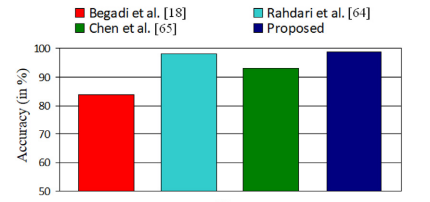 Begadi et al. [18] Rahdari et al. [64]
Chen et al. [65] Proposed
Accuracy (in %)
100
90
80
70
60
50